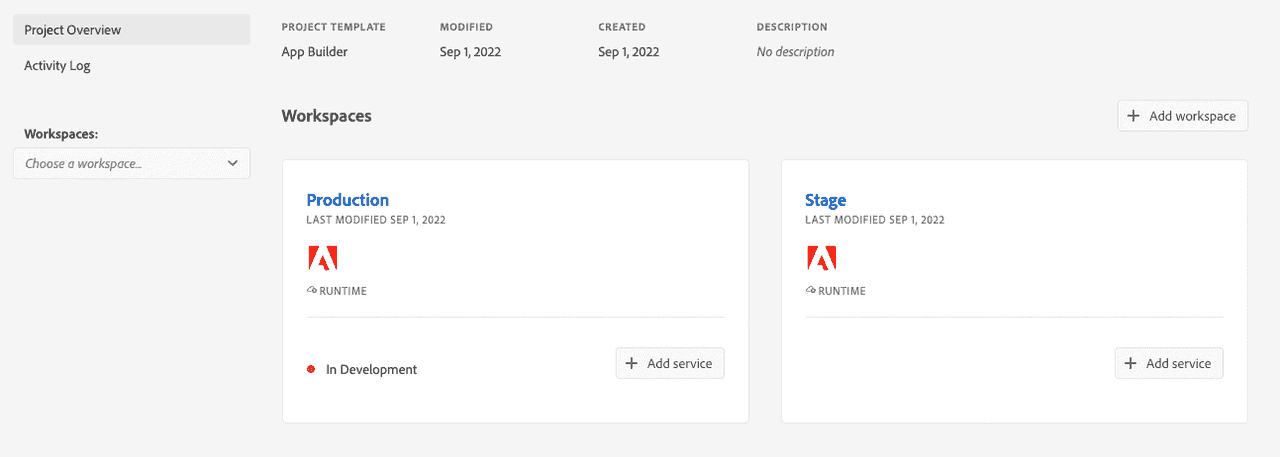 Project Overview
Activity Log
Workspaces:
Choose a workspace...
PROJECT TEMPLATE
App Builder
MODIFIED
Sep 1, 2022
CREATED
Sep 1, 2022
DESCRIPTION
No description
Workspaces
Add workspace
Production
LAST MODIFIED SEP 1, 2022
RUNTIME
In Development
Add service
Stage
LAST MODIFIED SEP 1, 2022
RUNTIME
Add service